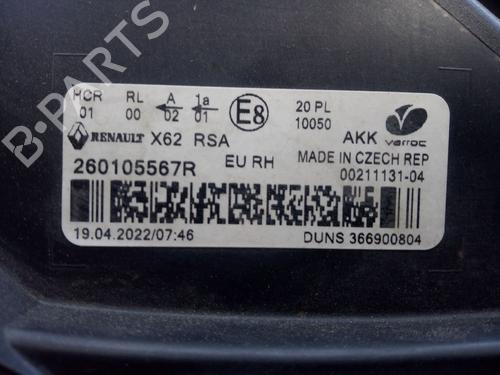 HCR RL A 1a E8 20 PL
01 00 02 01 10050
RENAULT X62 RSA AKK varroc
260105567R EU RH MADE IN CZECH REP
00211131-04
19.04.2022/07:46 DUNS 366900804
B-PARTS